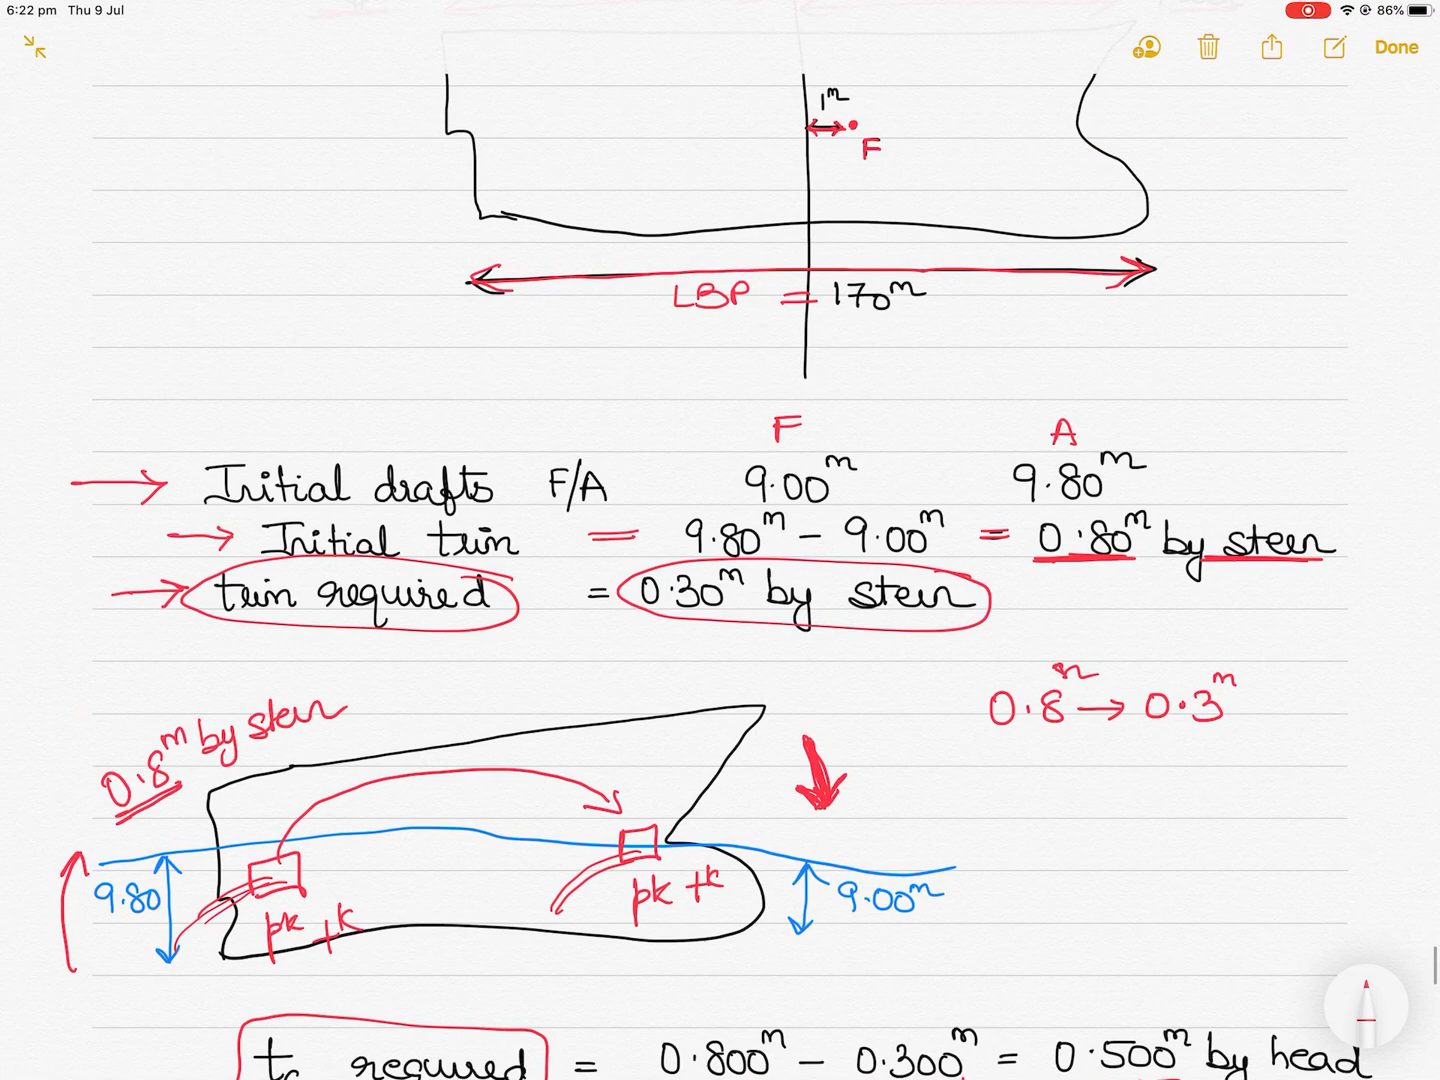 6:22 pm Thu 9 Jul
86%
Done
1m
F
LBP = 170m
F A
Initial drafts F/A 9.00m 9.80m
Initial trim = 9.80m - 9.00m = 0.80m by stern
trim required = 0.30m by stern
0.8m → 0.3m
0.8m by stern
9.80
pk tk
pk tk
9.00m
tc required = 0.800m - 0.300m = 0.500m by head